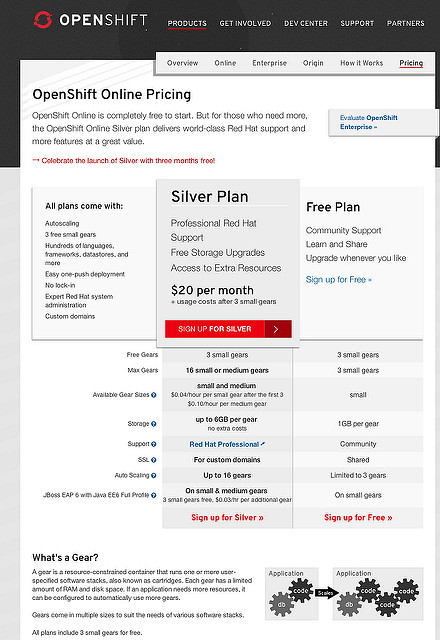 OPENSHIFT
PRODUCTS GET INVOLVED DEV CENTER SUPPORT PARTNERS
Overview Online Enterprise Origin How it Works Pricing
OpenShift Online Pricing
OpenShift Online is completely free to start. But for those who need more,
the OpenShift Online Silver plan delivers world-class Red Hat support and
more features at a great value.
Evaluate OpenShift
Enterprise »
→ Celebrate the launch of Silver with three months free!
All plans come with:
Autoscaling
3 free small gears
Hundreds of languages,
frameworks, datastores, and
more
Easy one-push deployment
No lock-in
Expert Red Hat system
administration
Custom domains
Silver Plan
Professional Red Hat
Support
Free Storage Upgrades
Access to Extra Resources
$20 per month
+ usage costs after 3 small gears
SIGN UP FOR SILVER >
Free Plan
Community Support
Learn and Share
Upgrade whenever you like
Sign up for Free »
Free Gears 3 small gears 3 small gears
Max Gears 16 small or medium gears 3 small gears
Available Gear Sizes ? small and medium small
$0.04/hour per small gear after the first 3
$0.10/hour per medium gear
Storage ? up to 6GB per gear 1GB per gear
no extra costs
Support ? Red Hat Professional Community
SSL ? For custom domains Shared
Auto Scaling ? Up to 16 gears Limited to 3 gears
JBoss EAP 6 with Java EE6 Full Profile ? On small & medium gears On small gears
3 small gears free, $0.03/hr per additional gear
Sign up for Silver » Sign up for Free »
What's a Gear?
A gear is a resource-constrained container that runs one or more user-
specified software stacks, also known as cartridges. Each gear has a limited
amount of RAM and disk space. If an application needs more resources, it
can be configured to automatically use more gears.
Gears come in multiple sizes to suit the needs of various software stacks.
All plans include 3 small gears for free.
Application
code
db
Scales
Application
code
db
code
code